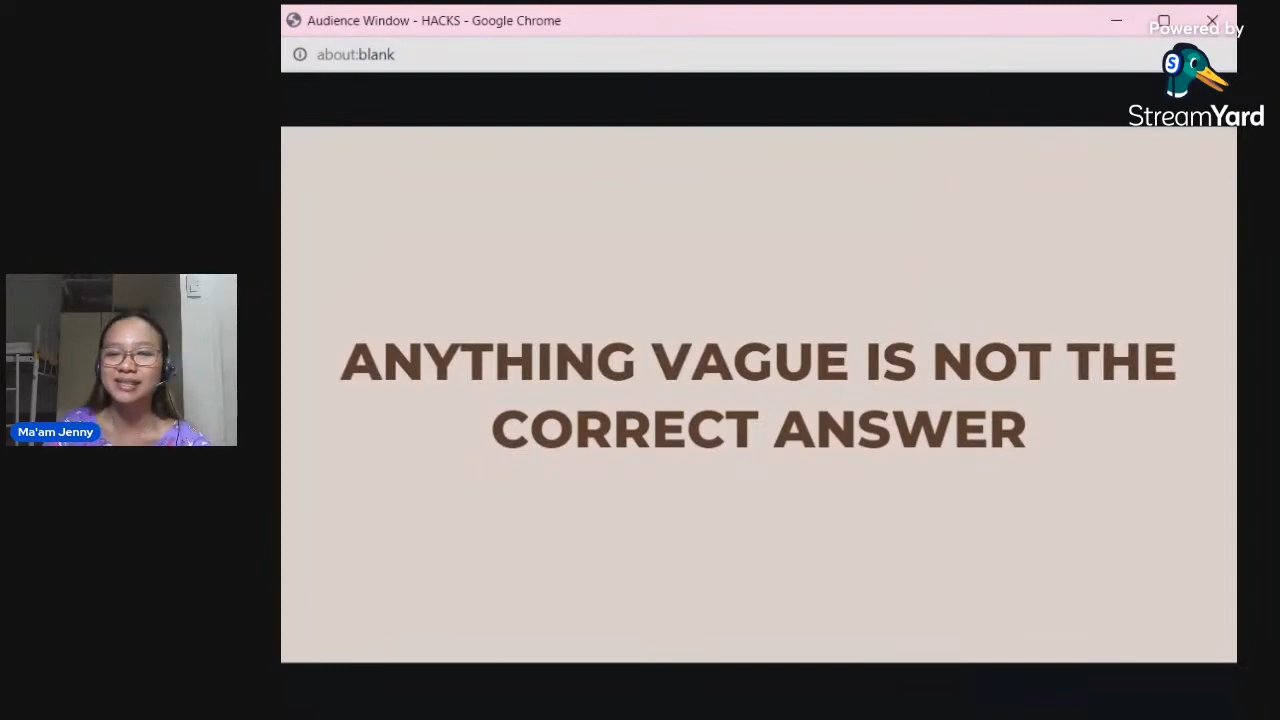 Audience Window - HACKS - Google Chrome
about:blank
Powered by
S
StreamYard
ANYTHING VAGUE IS NOT THE
CORRECT ANSWER
Ma'am Jenny